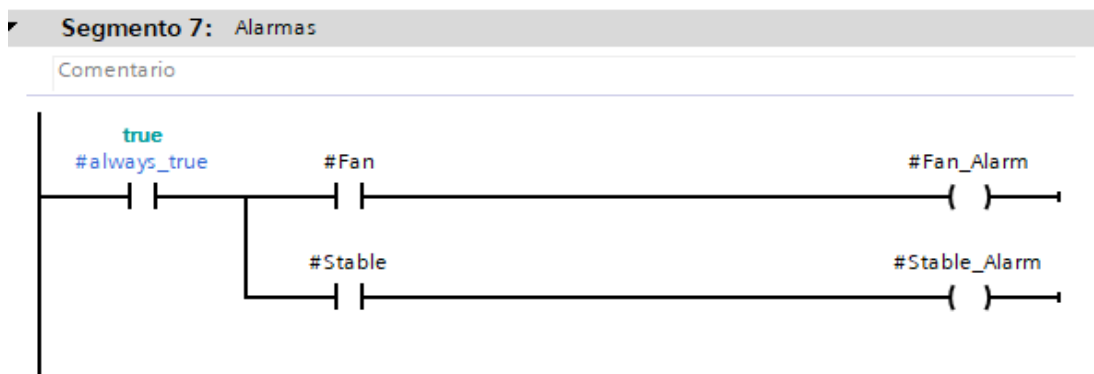 Segmento 7: Alarmas
Comentario
true
#always_true #Fan #Fan_Alarm
#Stable #Stable_Alarm